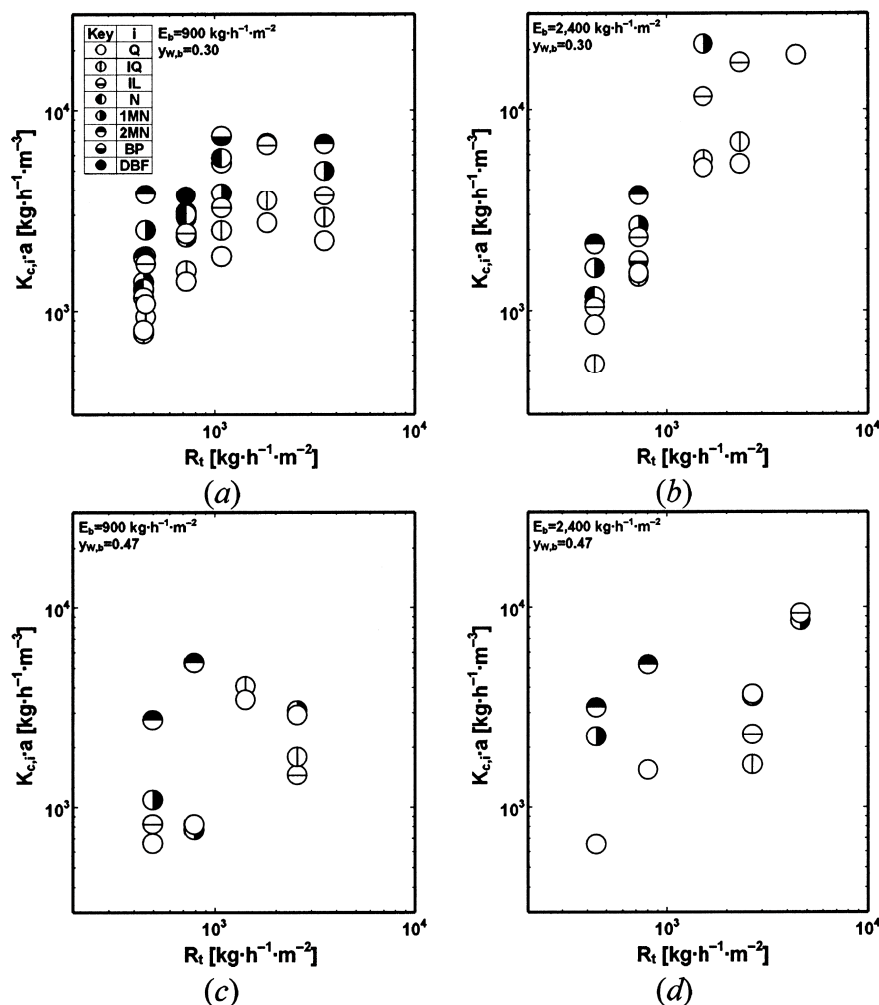 Key i
Q
IQ
IL
N
1MN
2MN
BP
DBF
E_b=900 kg·h⁻¹·m⁻²
y_W,b=0.30
10⁴
10³
K_c,i·a [kg·h⁻¹·m⁻³]
10³ 10⁴
R_t [kg·h⁻¹·m⁻²]
(a)
E_b=2,400 kg·h⁻¹·m⁻²
y_W,b=0.30
10⁴
10³
K_c,i·a [kg·h⁻¹·m⁻³]
10³ 10⁴
R_t [kg·h⁻¹·m⁻²]
(b)
E_b=900 kg·h⁻¹·m⁻²
y_W,b=0.47
10⁴
10³
K_c,i·a [kg·h⁻¹·m⁻³]
10³ 10⁴
R_t [kg·h⁻¹·m⁻²]
(c)
E_b=2,400 kg·h⁻¹·m⁻²
y_W,b=0.47
10⁴
10³
K_c,i·a [kg·h⁻¹·m⁻³]
10³ 10⁴
R_t [kg·h⁻¹·m⁻²]
(d)